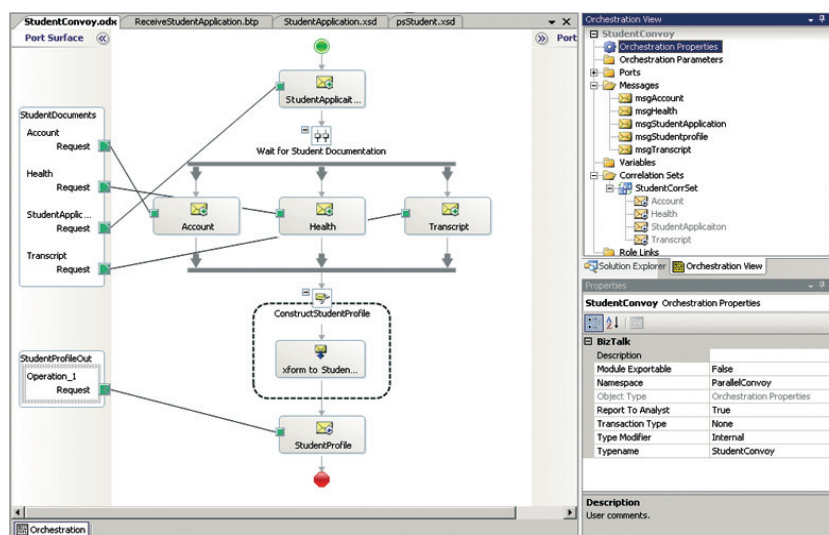 StudentConvoy.odx
ReceiveStudentApplication.btp
StudentApplication.xsd
psStudent.xsd
Port Surface
Port
StudentApplicait ...
Wait for Student Documentation
StudentDocuments
Account
Request
Health
Request
StudentApplic ...
Request
Transcript
Request
Account
Health
Transcript
ConstructStudentProfile
xform to Studen...
StudentProfileOut
Operation_1
Request
StudentProfile
Orchestration
Orchestration View
StudentConvoy
Orchestration Properties
Orchestration Parameters
Ports
Messages
msgAccount
msgHealth
msgStudentApplication
msgStudentprofile
msgTranscript
Variables
Correlation Sets
StudentCorrSet
Account
Health
StudentApplicaiton
Transcript
Role Links
Solution Explorer
Orchestration View
Properties
StudentConvoy Orchestration Properties
BizTalk
Description
Module Exportable False
Namespace ParallelConvoy
Object Type Orchestration Properties
Report To Analyst True
Transaction Type None
Type Modifier Internal
Typename StudentConvoy
Description
User comments.